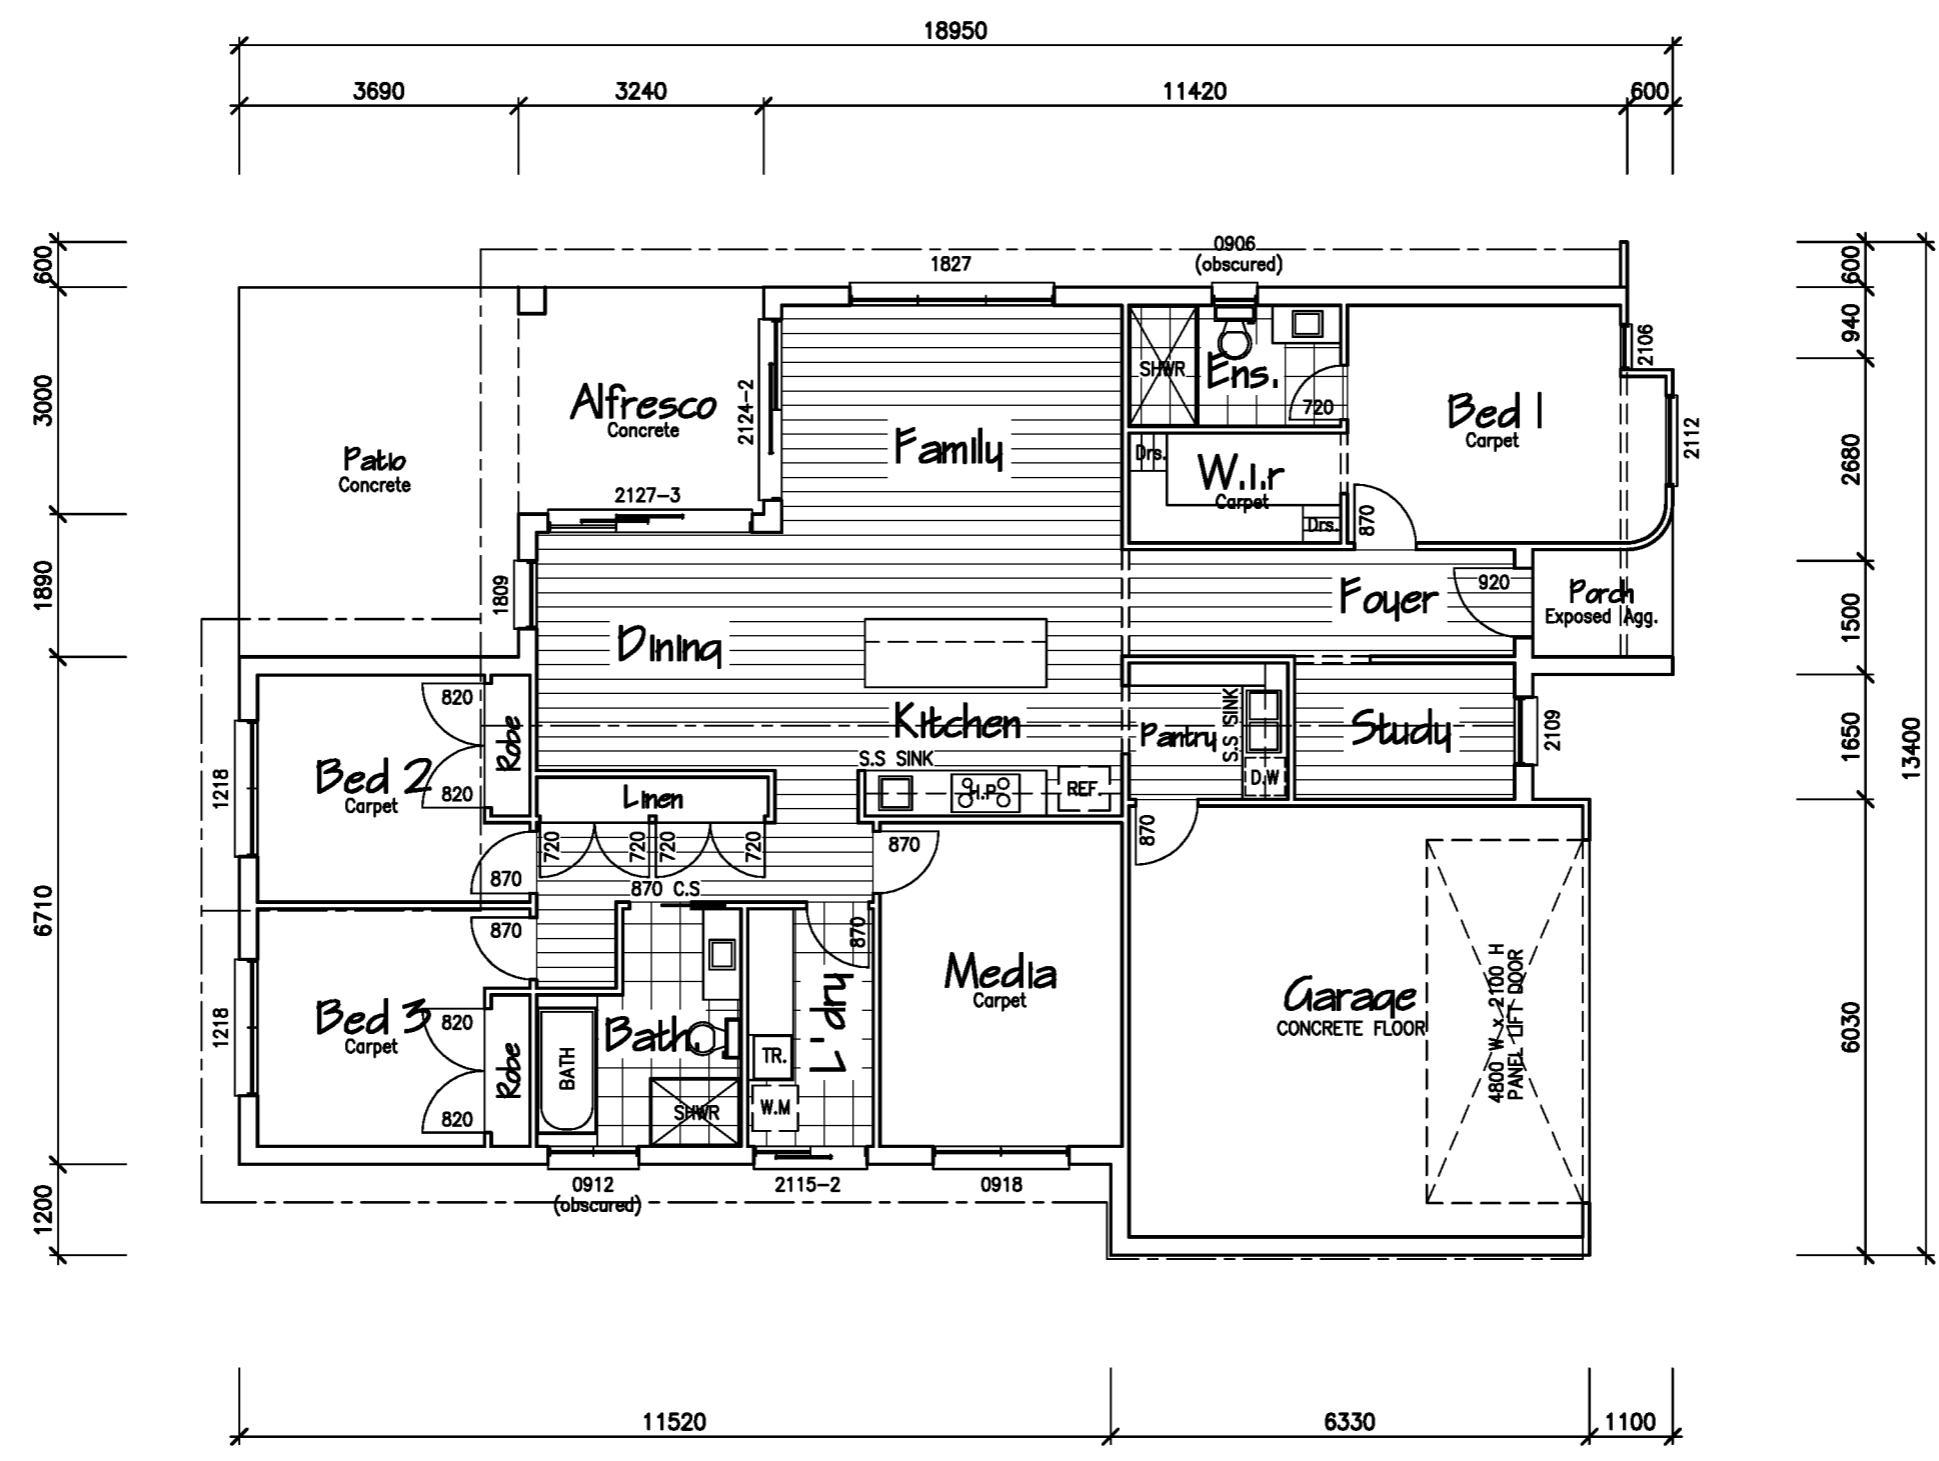 18950
3690 3240 11420 600
600
3000
1890
6710
1200
600
940
2680
1500
1650
6030
13400
0906
(obscured)
1827
2106
2112
SHWR
Ens.
720
Bed 1
Carpet
Alfresco
Concrete
2124-2
Family
Patio
Concrete
Drs.
W.I.r
Carpet
Drs.
870
2127-3
1809
Foyer
920
Porch
Exposed Agg.
Dining
Kitchen
S.S SINK
H.P
REF.
Pantry
S.S SINK
D.W
Study
2109
820
Robe
Bed 2
Carpet
820
1218
Linen
720 720 720 720
870
870 C.S
870
870
870
870
Bed 3
Carpet
820
Robe
820
1218
BATH
Bath.
SHWR
L'dry
TR.
W.M
Media
Carpet
Garage
CONCRETE FLOOR
4800 W x 2100 H
PANEL LIFT DOOR
0912
(obscured)
2115-2
0918
11520 6330 1100